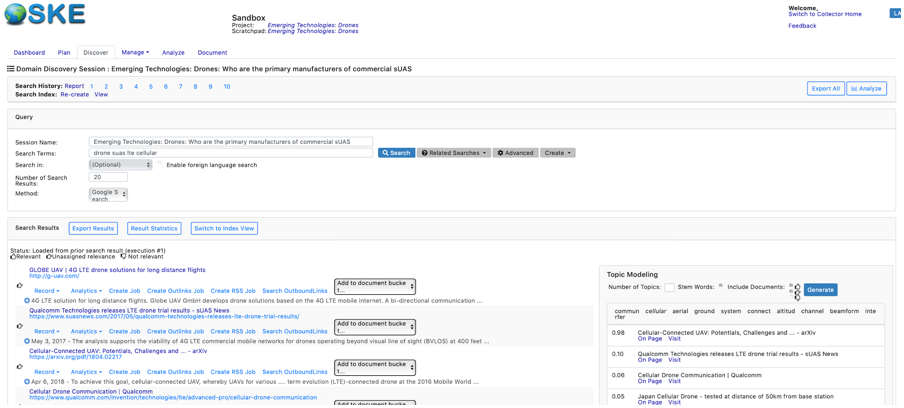 SKE
Sandbox
Project: Emerging Technologies: Drones
Scratchpad: Emerging Technologies: Drones
Welcome,
Switch to Collector Home
LA
Feedback
Dashboard Plan Discover Manage Analyze Document
Domain Discovery Session : Emerging Technologies: Drones: Who are the primary manufacturers of commercial sUAS
Search History: Report 1 2 3 4 5 6 7 8 9 10
Search Index: Re-create View
Export All Analyze
Query
Session Name: Emerging Technologies: Drones: Who are the primary manufacturers of commercial sUAS
Search Terms: drone suas lte cellular Search Related Searches Advanced Create
Search in: (Optional) Enable foreign language search
Number of Search
Results: 20
Method: Google S
earch
Search Results Export Results Result Statistics Switch to Index View
Status: Loaded from prior search result (execution #1)
Relevant Unassigned relevance Not relevant
GLOBE UAV | 4G LTE drone solutions for long distance flights
http://g-uav.com/
Record Analytics Create Job Create Outlinks Job Create RSS Job Search OutboundLinks Add to document bucke
t...
4G LTE solution for long distance flights. Globe UAV GmbH develops drone solutions based on the 4G LTE mobile internet. A bi-directional communication ...
Qualcomm Technologies releases LTE drone trial results - sUAS News
https://www.suasnews.com/2017/05/qualcomm-technologies-releases-lte-drone-trial-results/
Record Analytics Create Job Create Outlinks Job Create RSS Job Search OutboundLinks Add to document bucke
t...
May 3, 2017 - The analysis supports the viability of 4G LTE commercial mobile networks for drones operating beyond visual line of sight (BVLOS) at 400 feet ...
Cellular-Connected UAV: Potentials, Challenges and ... - arXiv
https://arxiv.org/pdf/1804.02217
Record Analytics Create Job Create Outlinks Job Create RSS Job Search OutboundLinks Add to document bucke
t...
Apr 6, 2018 - To achieve this goal, cellular-connected UAV, whereby UAVs for various .... term evolution (LTE)-connected drone at the 2016 Mobile World ...
Cellular Drone Communication | Qualcomm
https://www.qualcomm.com/invention/technologies/lte/advanced-pro/cellular-drone-communication
Add to document bucke
Topic Modeling
Number of Topics: Stem Words: Include Documents: Generate
commun cellular aerial ground system connect altitud channel beamform inte
rfer
0.98 Cellular-Connected UAV: Potentials, Challenges and ... - arXiv
On Page Visit
0.10 Qualcomm Technologies releases LTE drone trial results - sUAS News
On Page Visit
0.06 Cellular Drone Communication | Qualcomm
On Page Visit
0.05 Japan Cellular Drone - tested at distance of 50km from base station
On Page Visit